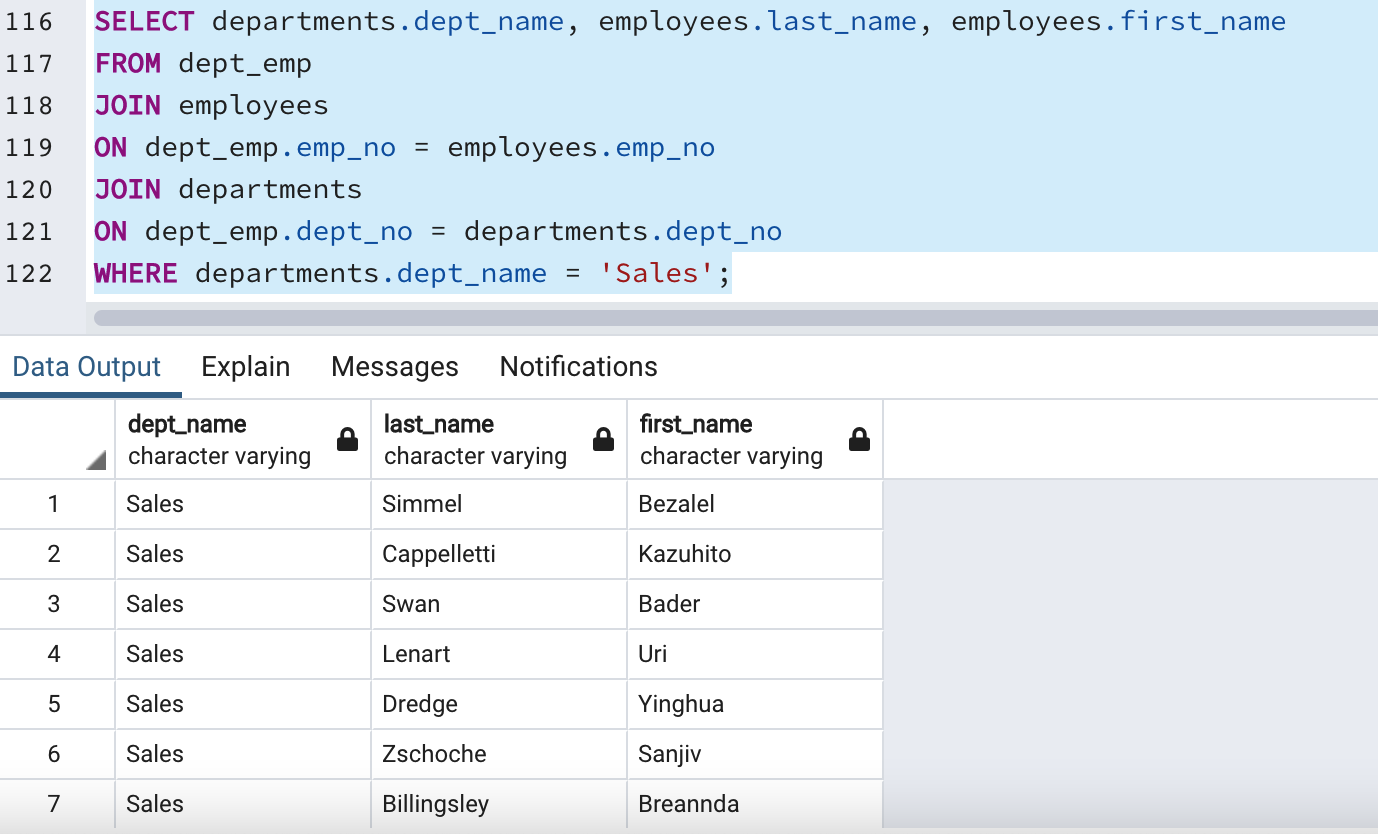 116 SELECT departments.dept_name, employees.last_name, employees.first_name
117 FROM dept_emp
118 JOIN employees
119 ON dept_emp.emp_no = employees.emp_no
120 JOIN departments
121 ON dept_emp.dept_no = departments.dept_no
122 WHERE departments.dept_name = 'Sales';
Data Output Explain Messages Notifications
dept_name last_name first_name
character varying character varying character varying
1 Sales Simmel Bezalel
2 Sales Cappelletti Kazuhito
3 Sales Swan Bader
4 Sales Lenart Uri
5 Sales Dredge Yinghua
6 Sales Zschoche Sanjiv
7 Sales Billingsley Breannda